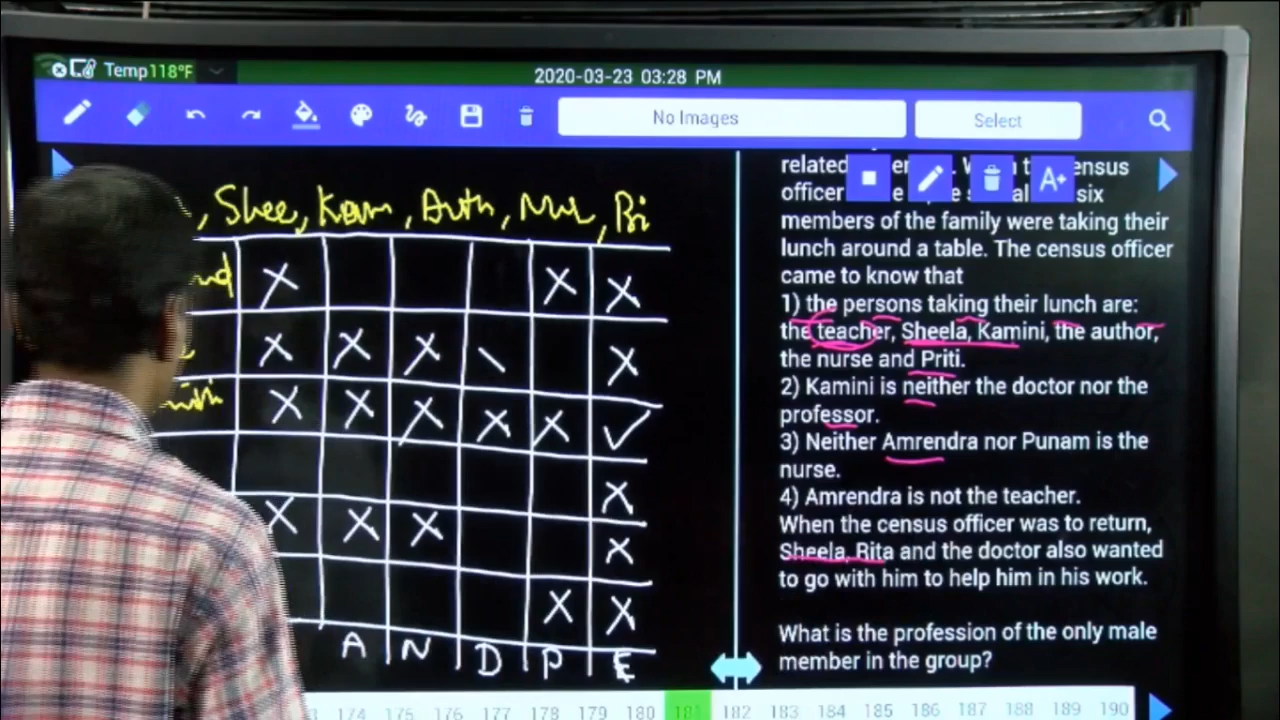 Temp118°F
2020-03-23 03:28 PM
No Images
Select
, Shee, Kam , Auth , Nur , Pri
A N D P E
related
officer six
members of the family were taking their
lunch around a table. The census officer
came to know that
1) the persons taking their lunch are:
the teacher, Sheela, Kamini, the author,
the nurse and Priti.
2) Kamini is neither the doctor nor the
professor.
3) Neither Amrendra nor Punam is the
nurse.
4) Amrendra is not the teacher.
When the census officer was to return,
Sheela, Rita and the doctor also wanted
to go with him to help him in his work.
What is the profession of the only male
member in the group?
174 175 176 177 178 179 180 181 182 183 184 185 186 187 188 189 190